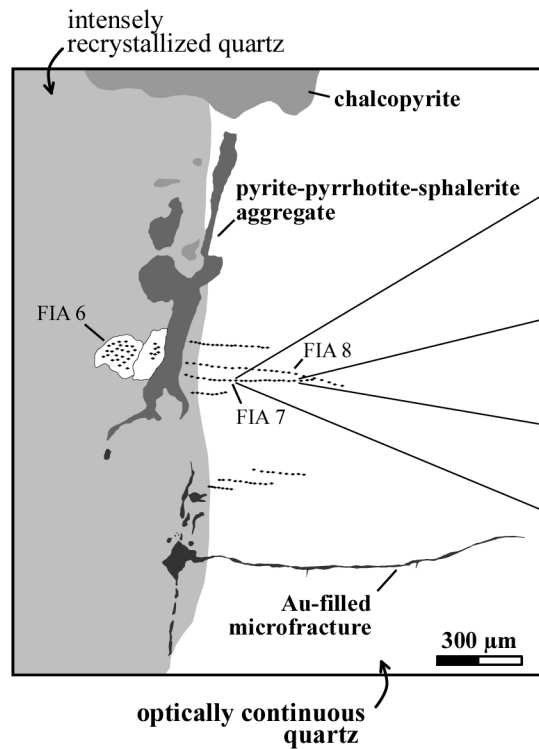 intensely
recrystallized quartz
chalcopyrite
pyrite-pyrrhotite-sphalerite
aggregate
FIA 6
FIA 8
FIA 7
Au-filled
microfracture
300 µm
optically continuous
quartz